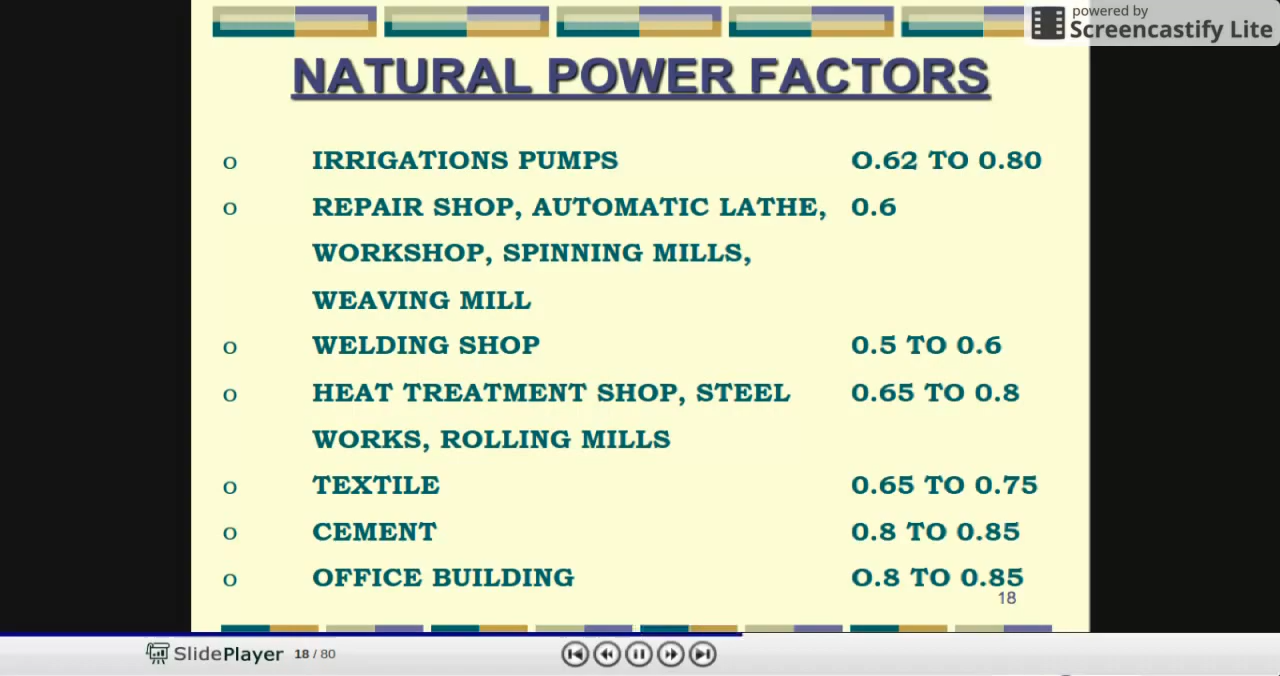 powered by
Screencastify Lite
NATURAL POWER FACTORS
o IRRIGATIONS PUMPS O.62 TO 0.80
o REPAIR SHOP, AUTOMATIC LATHE, 0.6
WORKSHOP, SPINNING MILLS,
WEAVING MILL
o WELDING SHOP 0.5 TO 0.6
o HEAT TREATMENT SHOP, STEEL 0.65 TO 0.8
WORKS, ROLLING MILLS
o TEXTILE 0.65 TO 0.75
o CEMENT 0.8 TO 0.85
o OFFICE BUILDING O.8 TO 0.85
18
SlidePlayer 18 / 80